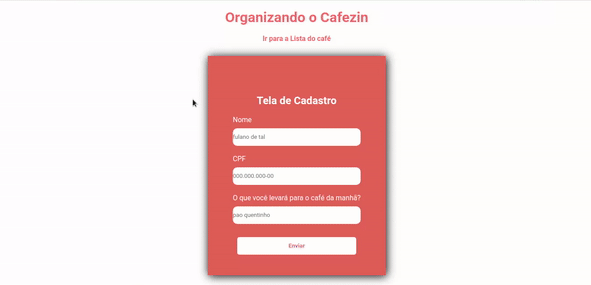 Organizando o Cafezin
Ir para a Lista do café
Tela de Cadastro
Nome
fulano de tal
CPF
000.000.000-00
O que você levará para o café da manhã?
pao quentinho
Enviar